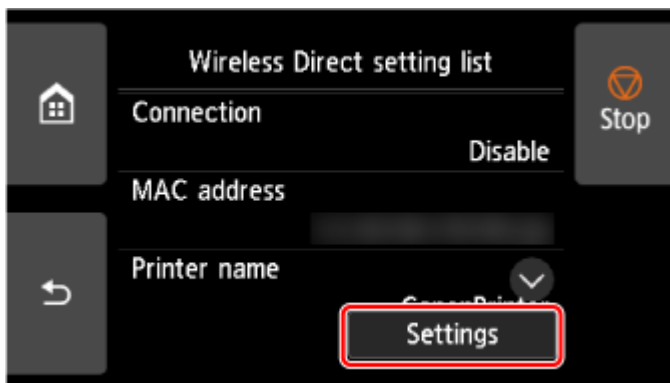 Wireless Direct setting list
Stop
Connection
Disable
MAC address
Printer name
Settings